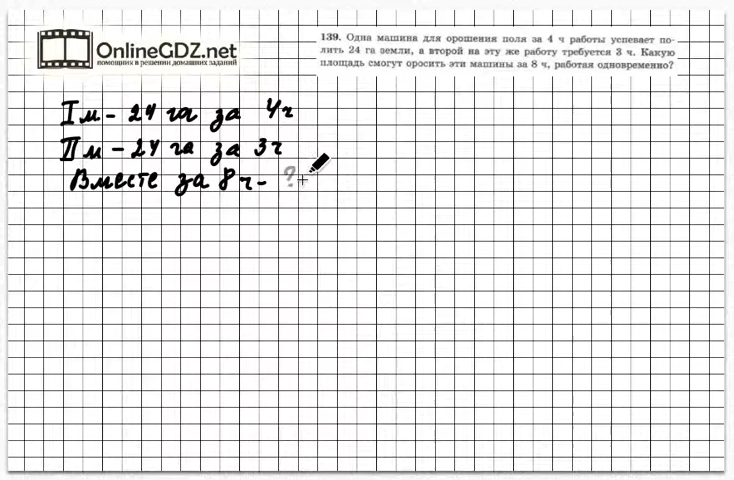 OnlineGDZ.net
помощник в решении домашних заданий
139. Одна машина для орошения поля за 4 ч работы успевает по-
лить 24 га земли, а второй на эту же работу требуется 3 ч. Какую
площадь смогут оросить эти машины за 8 ч, работая одновременно?
I м - 24 га за 4ч
II м - 24 га за 3ч
Вместе за 8ч - ?